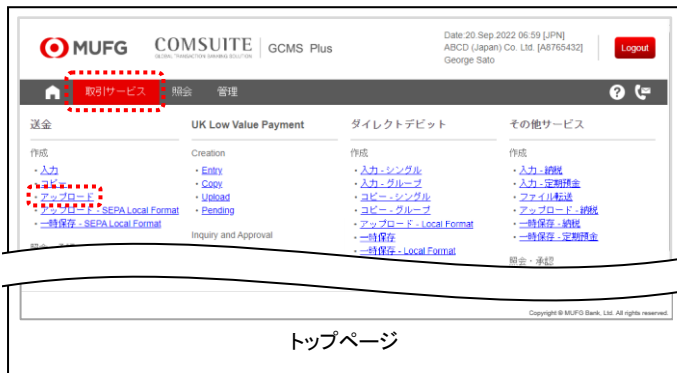 MUFG COMSUITE GCMS Plus
GLOBAL TRANSACTION BANKING SOLUTION
Date:20.Sep.2022 06:59 [JPN]
ABCD (Japan) Co. Ltd. [A8765432]
George Sato
Logout
取引サービス 照会 管理
送金
作成
・入力
・コピー
・アップロード
・アップロード - SEPA Local Format
・一時保存 - SEPA Local Format
照会・承認
UK Low Value Payment
Creation
・Entry
・Copy
・Upload
・Pending
Inquiry and Approval
ダイレクトデビット
作成
・入力 - シングル
・入力 - グループ
・コピー - シングル
・コピー - グループ
・アップロード - Local Format
・一時保存
・一時保存 - Local Format
その他サービス
作成
・入力 - 納税
・入力 - 定期預金
・ファイル転送
・アップロード - 納税
・一時保存 - 納税
・一時保存 - 定期預金
照会・承認
Copyright © MUFG Bank, Ltd. All rights reserved.
トップページ